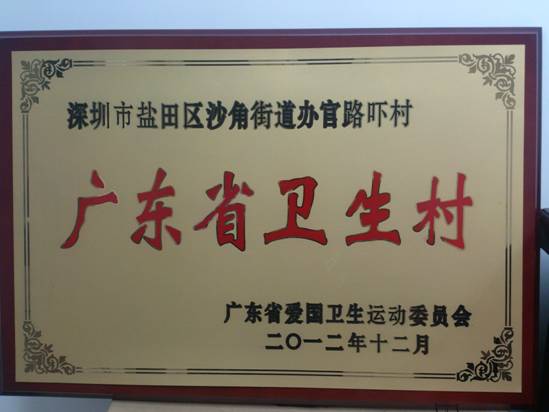 深圳市盐田区沙角街道办官路吓村
广东省卫生村
广东省爱国卫生运动委员会
二〇一二年十二月